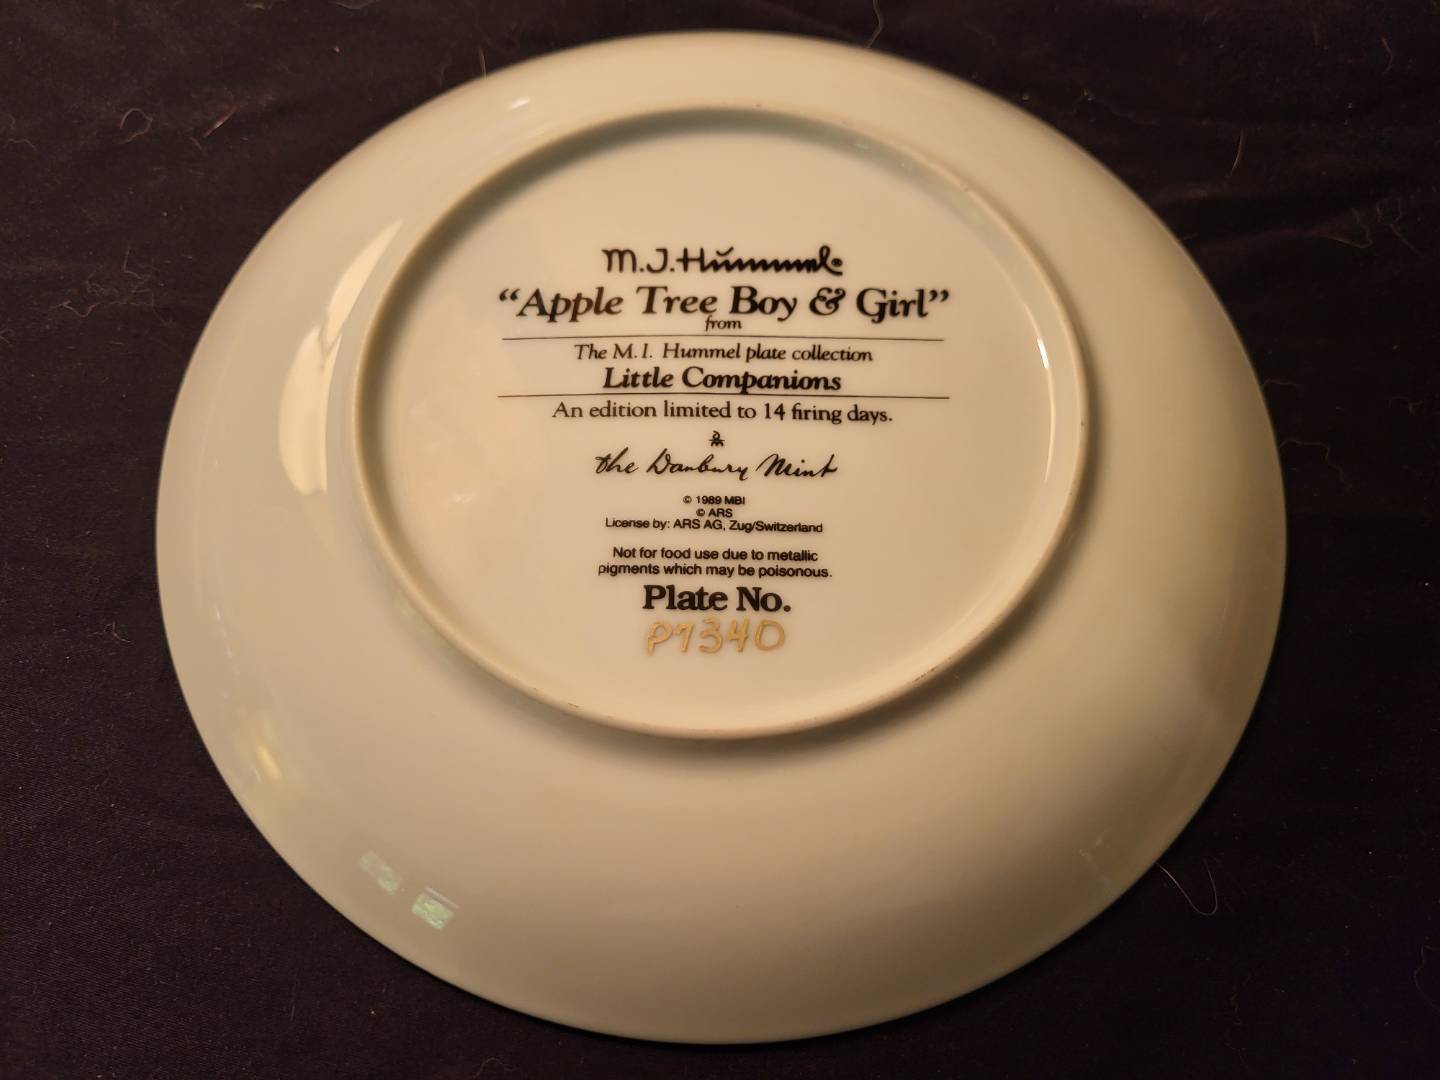 M.J.Hummel
“Apple Tree Boy & Girl”
from
The M. I. Hummel plate collection
Little Companions
An edition limited to 14 firing days.
the Danbury Mint
© 1989 MBI
© ARS
License by: ARS AG, Zug/Switzerland
Not for food use due to metallic
pigments which may be poisonous.
Plate No.
P7340